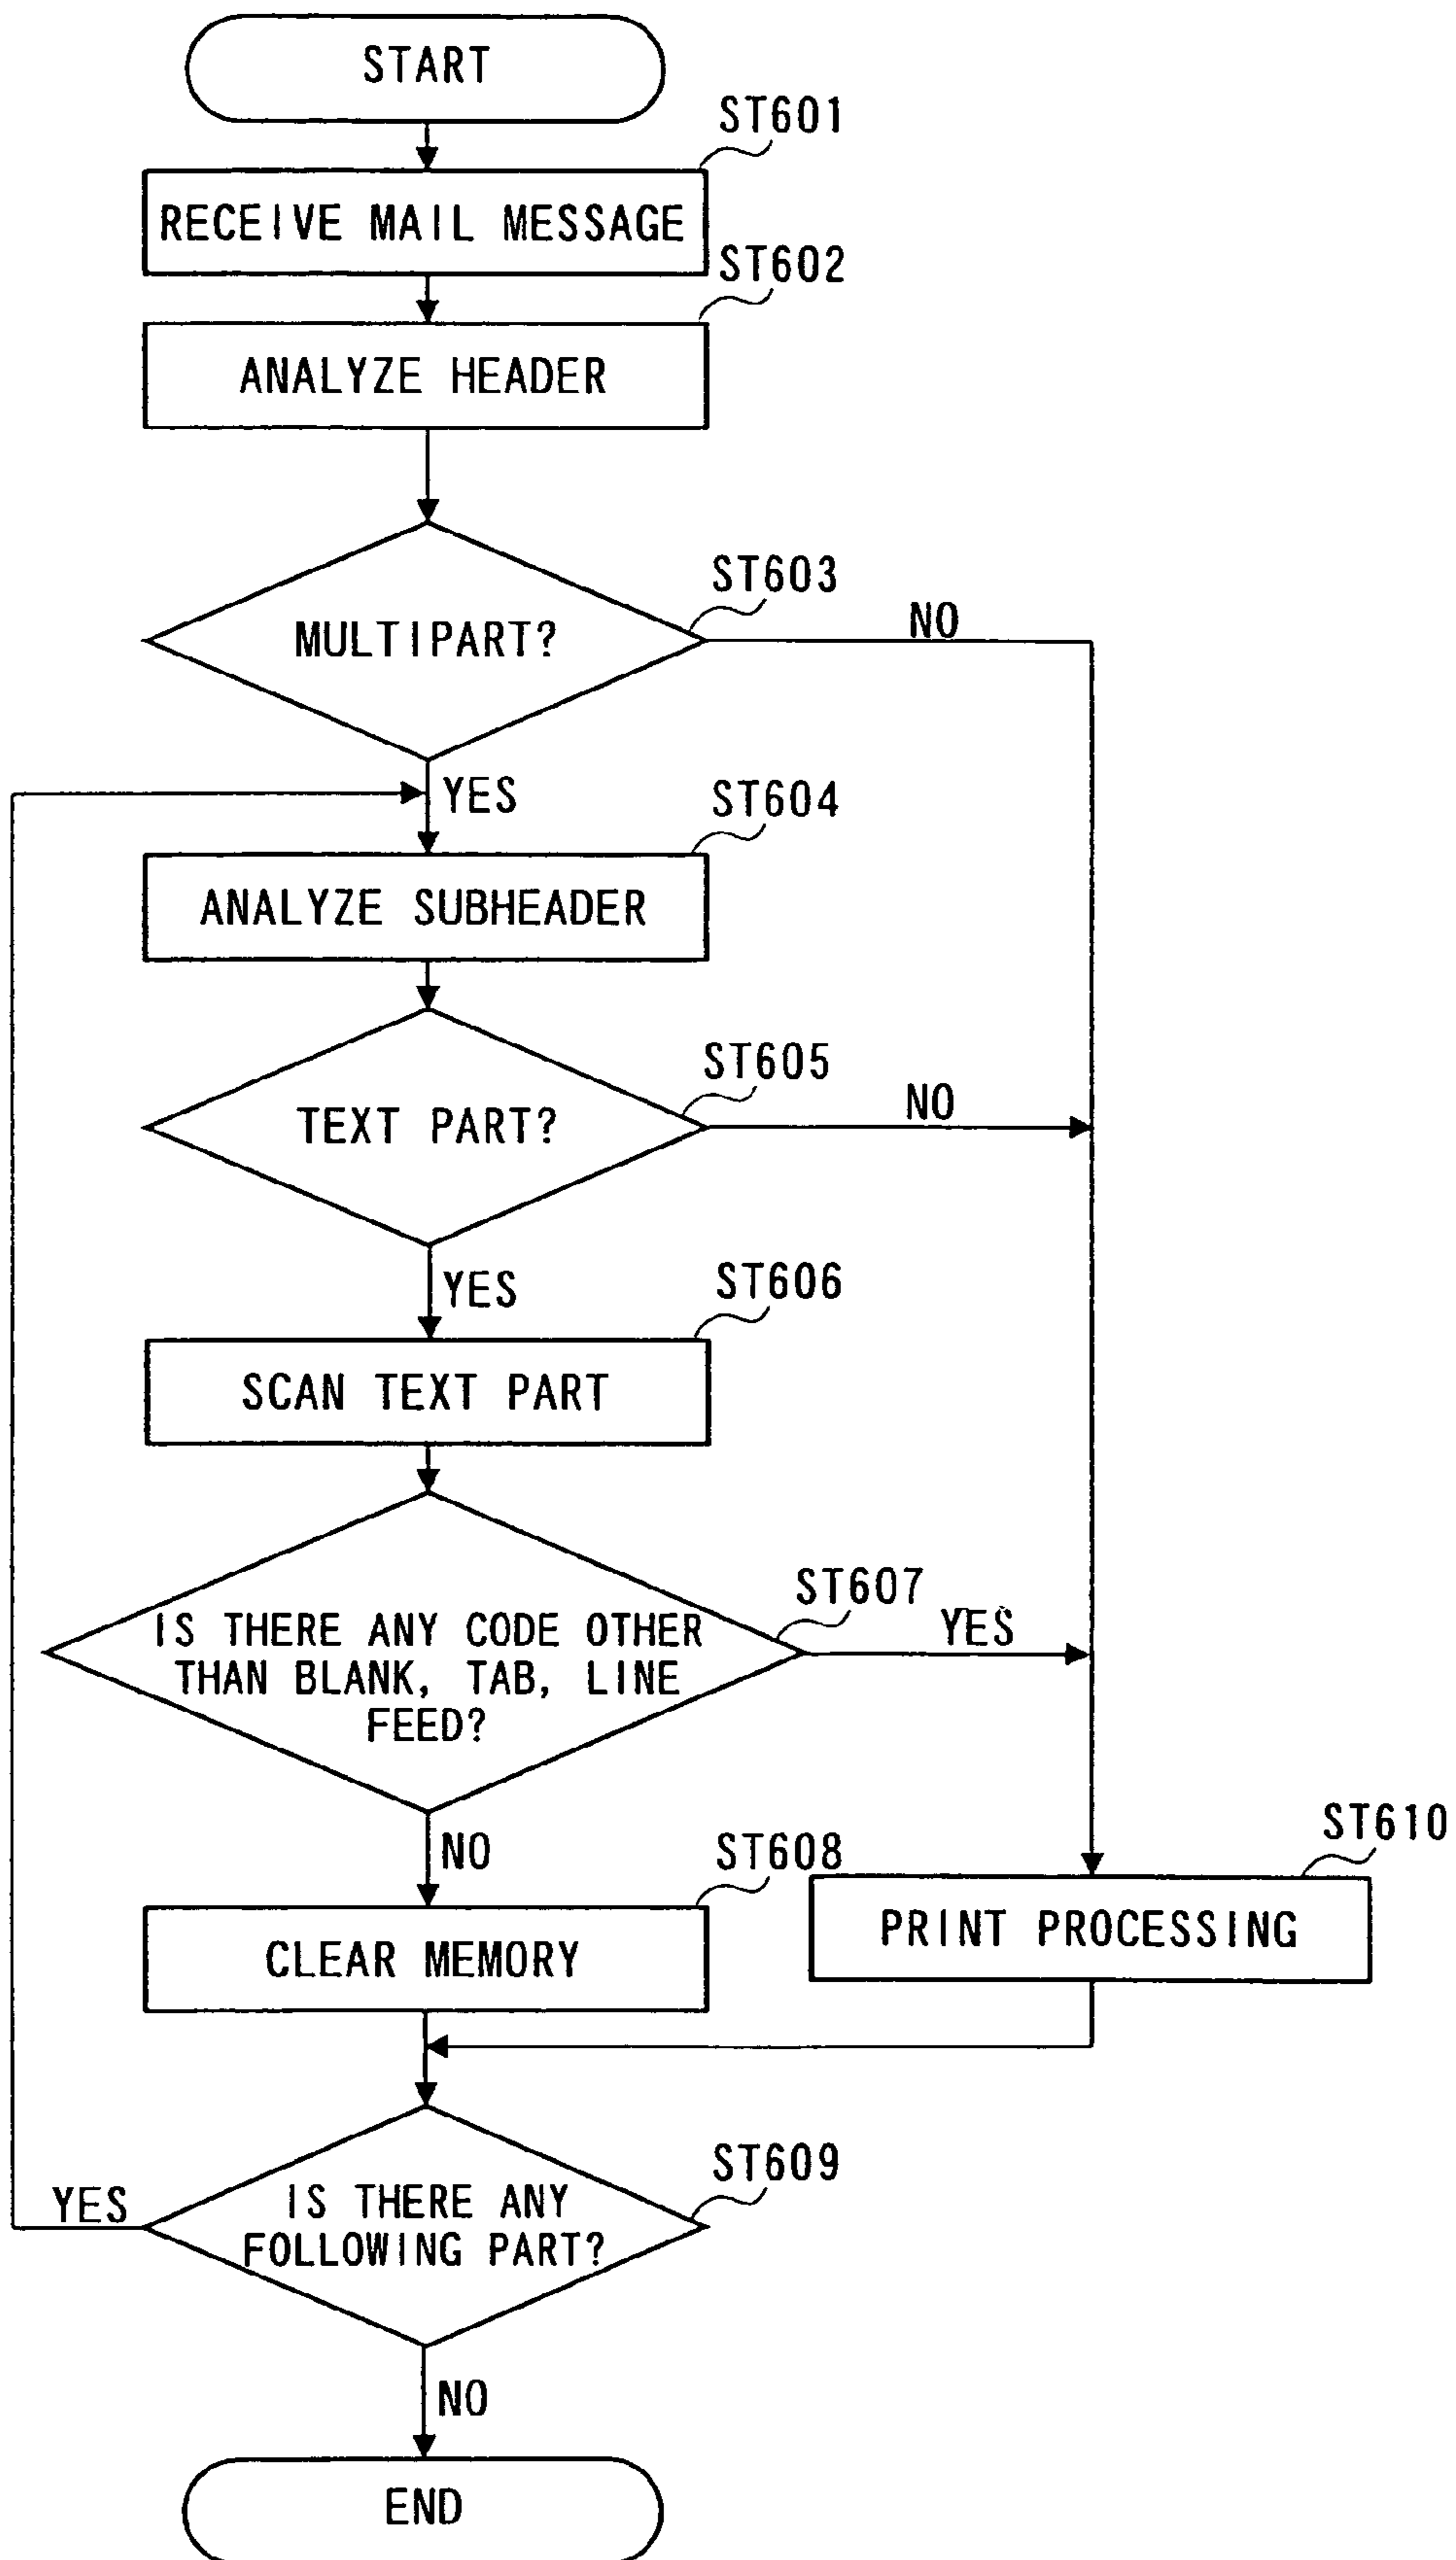 START
ST601
RECEIVE MAIL MESSAGE
ST602
ANALYZE HEADER
ST603
MULTIPART?
NO
YES
ST604
ANALYZE SUBHEADER
ST605
TEXT PART?
NO
YES
ST606
SCAN TEXT PART
ST607
IS THERE ANY CODE OTHER
THAN BLANK, TAB, LINE
FEED?
YES
NO
ST608
CLEAR MEMORY
ST610
PRINT PROCESSING
ST609
IS THERE ANY
FOLLOWING PART?
YES
NO
END